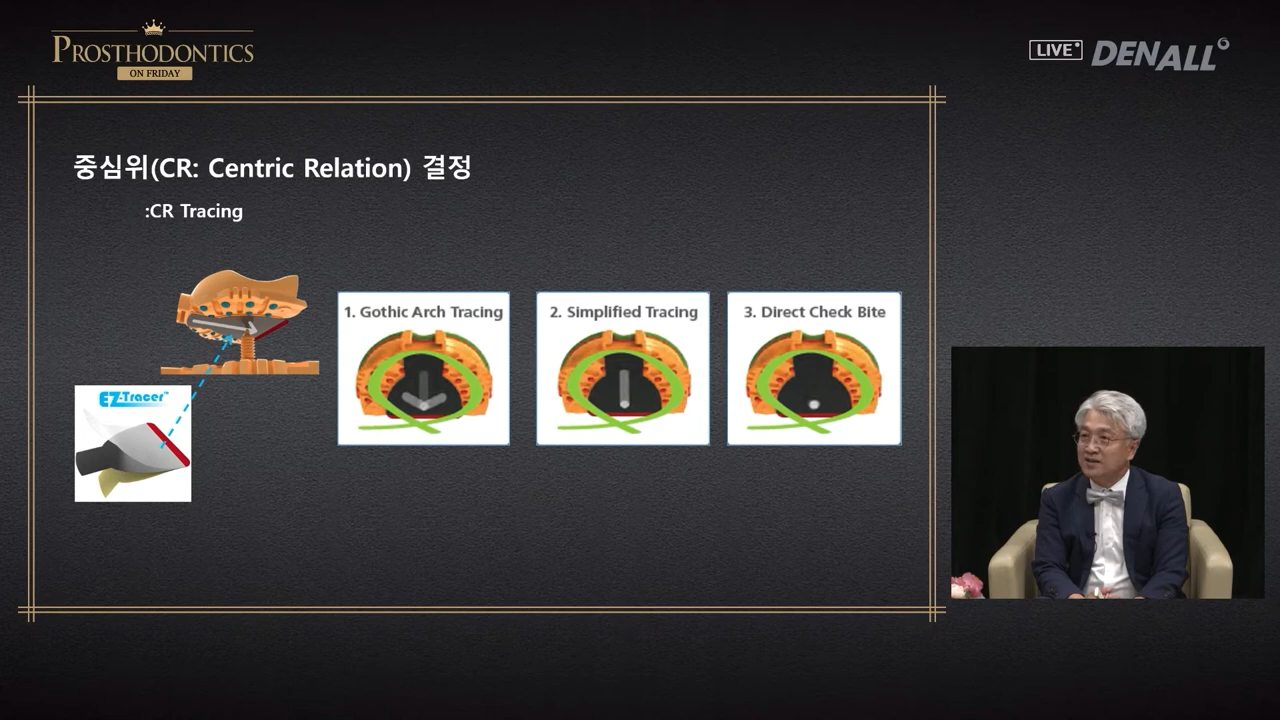 PROSTHODONTICS
ON FRIDAY
LIVE
DENALL
중심위(CR: Centric Relation) 결정
:CR Tracing
1. Gothic Arch Tracing
2. Simplified Tracing
3. Direct Check Bite
EZ-Tracer™